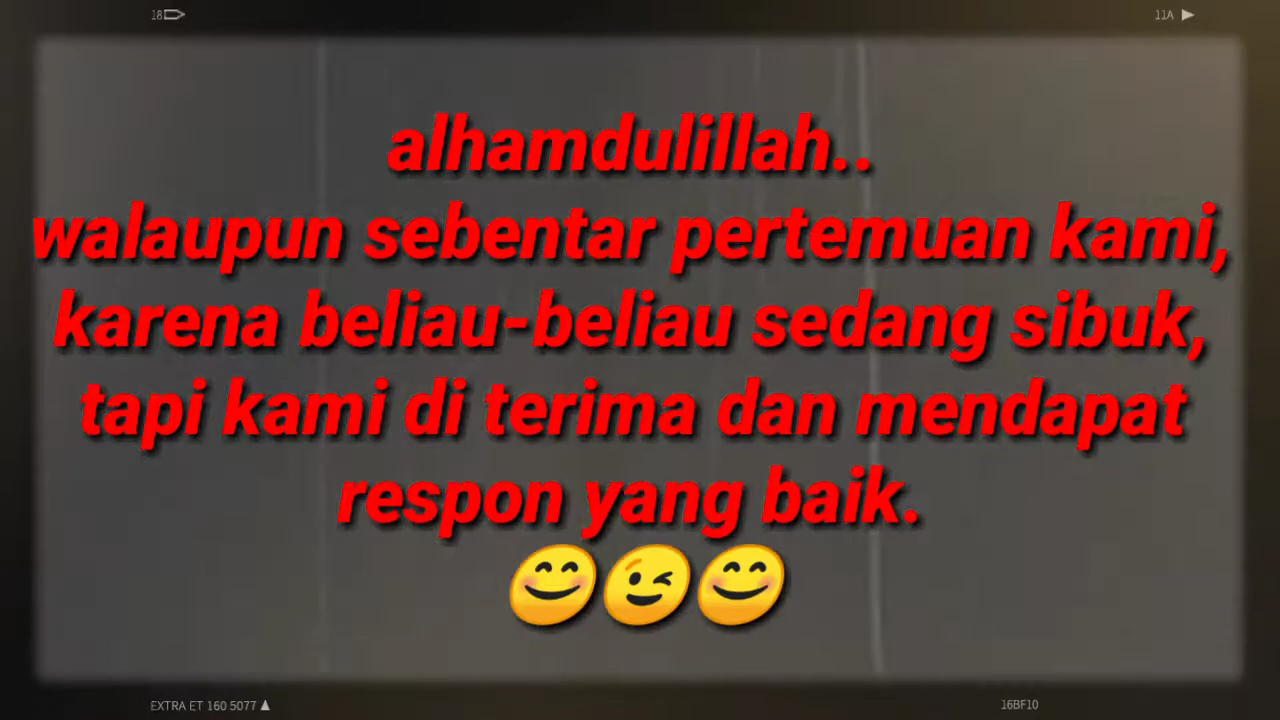 18
11A
alhamdulillah..
walaupun sebentar pertemuan kami,
karena beliau-beliau sedang sibuk,
tapi kami di terima dan mendapat
respon yang baik.
😊😉😊
EXTRA ET 160 5077
16BF10